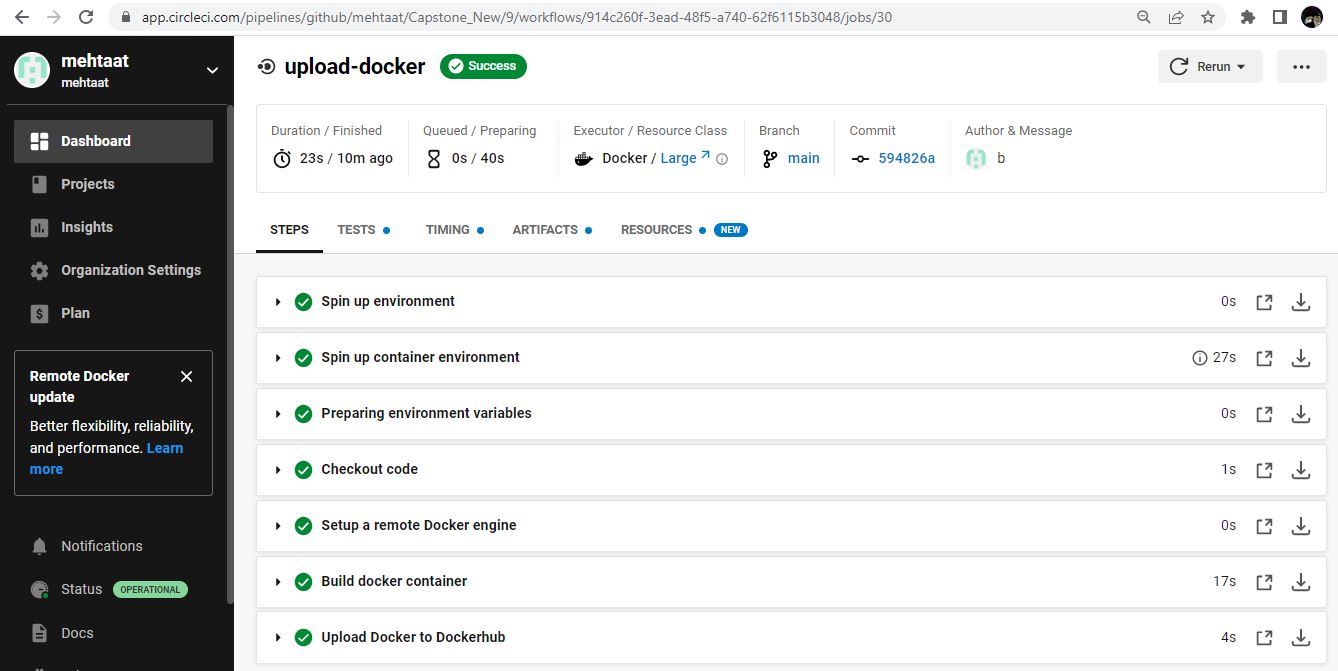 app.circleci.com/pipelines/github/mehtaat/Capstone_New/9/workflows/914c260f-3ead-48f5-a740-62f6115b3048/jobs/30
mehtaat
mehtaat
Dashboard
Projects
Insights
Organization Settings
Plan
Remote Docker
update
Better flexibility, reliability,
and performance. Learn
more
Notifications
Status OPERATIONAL
Docs
upload-docker Success
Rerun
Duration / Finished
23s / 10m ago
Queued / Preparing
0s / 40s
Executor / Resource Class
Docker / Large
Branch
main
Commit
594826a
Author & Message
b
STEPS TESTS TIMING ARTIFACTS RESOURCES NEW
Spin up environment 0s
Spin up container environment 27s
Preparing environment variables 0s
Checkout code 1s
Setup a remote Docker engine 0s
Build docker container 17s
Upload Docker to Dockerhub 4s